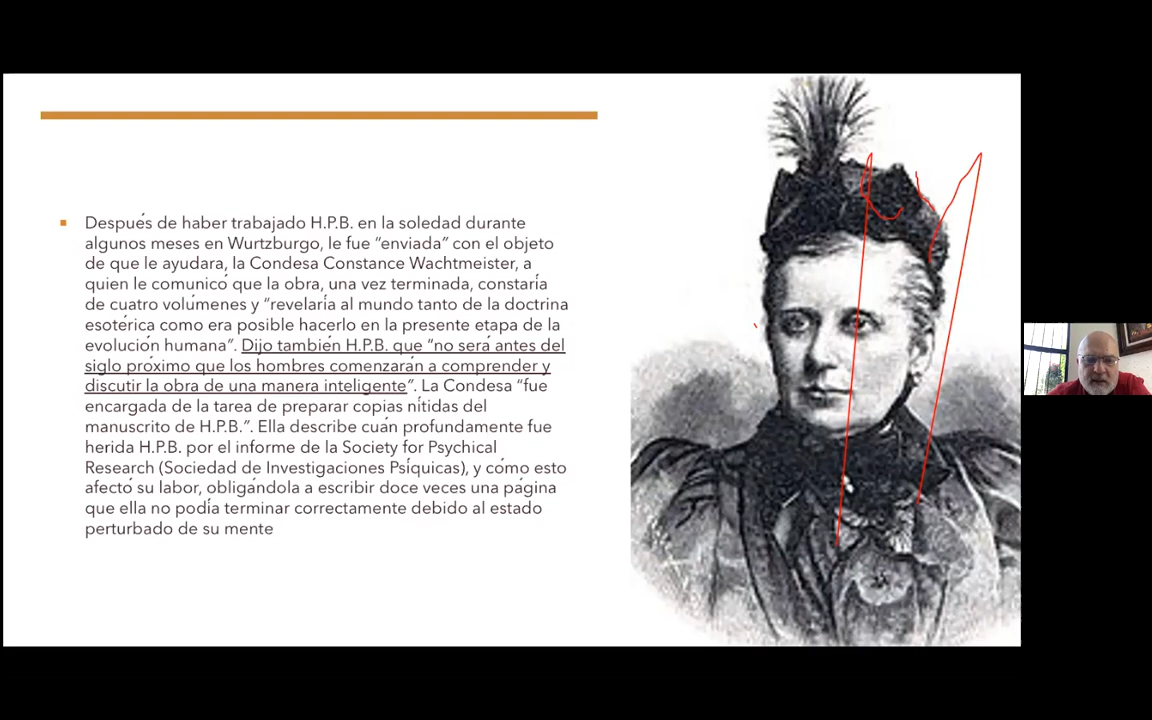 Después de haber trabajado H.P.B. en la soledad durante
algunos meses en Wurtzburgo, le fue “enviada” con el objeto
de que le ayudara, la Condesa Constance Wachtmeister, a
quien le comunicó que la obra, una vez terminada, constaría
de cuatro volúmenes y “revelaría al mundo tanto de la doctrina
esotérica como era posible hacerlo en la presente etapa de la
evolución humana”. Dijo también H.P.B. que “no será antes del
siglo próximo que los hombres comenzarán a comprender y
discutir la obra de una manera inteligente”. La Condesa “fue
encargada de la tarea de preparar copias nítidas del
manuscrito de H.P.B.”. Ella describe cuán profundamente fue
herida H.P.B. por el informe de la Society for Psychical
Research (Sociedad de Investigaciones Psíquicas), y cómo esto
afectó su labor, obligándola a escribir doce veces una página
que ella no podía terminar correctamente debido al estado
perturbado de su mente